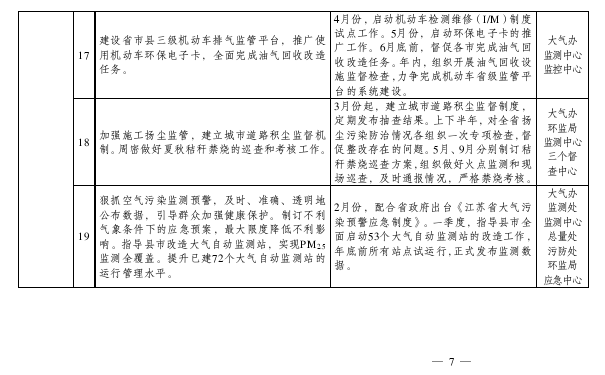 17
建设省市县三级机动车排气监管平台，推广使
用机动车环保电子卡，全面完成油气回收改造
任务。
4月份，启动机动车检测维修（I/M）制度
试点工作。5月份，启动环保电子卡的推
广工作。6月底前，督促各市完成油气回
收改造任务。年内，组织开展油气回收设
施监督检查，力争完成机动车省级监管平
台的系统建设。
大气办
监测中心
监控中心
18
加强施工扬尘监管，建立城市道路积尘监督机
制。周密做好夏秋秸秆禁烧的巡查和考核工作。
3月份起，建立城市道路积尘监督制度，
定期发布抽查结果。上下半年，对全省扬
尘污染防治情况各组织一次专项检查，督
促整改存在的问题。5月、9月分别制订秸
秆禁烧巡查方案，组织做好火点监测和现
场巡查，及时通报情况，严格禁烧考核。
大气办
环监局
监测中心
三个督
查中心
19
狠抓空气污染监测预警，及时、准确、透明地
公布数据，引导群众加强健康保护。制订不利
气象条件下的应急预案，最大限度降低不利影
响。指导县市改造大气自动监测站，实现PM2.5
监测全覆盖。提升已建72个大气自动监测站的
运行管理水平。
2月份，配合省政府出台《江苏省大气污
染预警应急制度》。一季度，指导县市全
面启动53个大气自动监测站的改造工作，
年底前所有站点试运行，正式发布监测数
据。
大气办
监测处
监测中心
总量处
污防处
环监局
应急中心
— 7 —